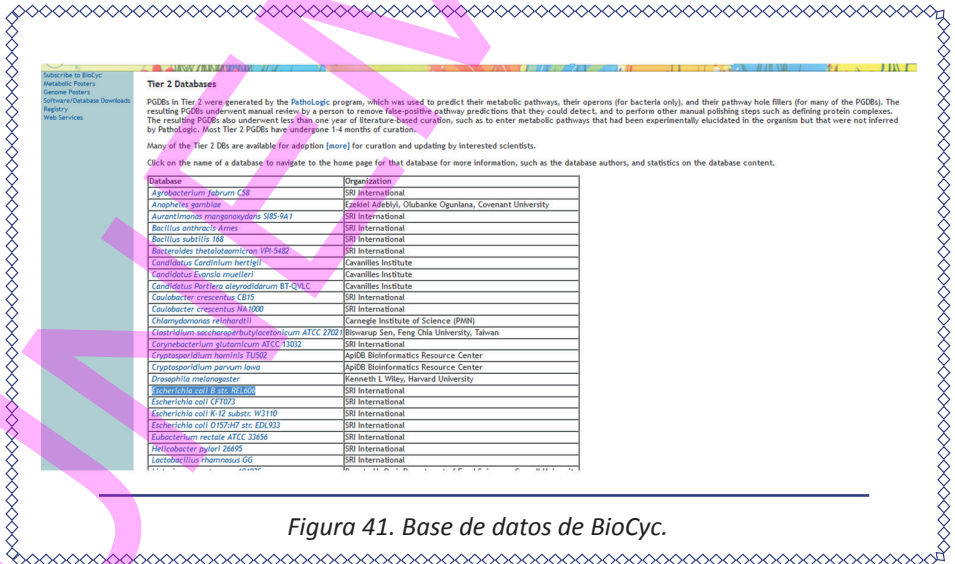 Subscribe to BioCyc
Metabolic Posters
Genome Posters
Software/Database Downloads
Registry
Web Services
Tier 2 Databases
PGDBs in Tier 2 were generated by the PathoLogic program, which was used to predict their metabolic pathways, their operons (for bacteria only), and their pathway hole fillers (for many of the PGDBs). The
resulting PGDBs underwent manual review by a person to remove false-positive pathway predictions that they could detect, and to perform other manual polishing steps such as defining protein complexes.
The resulting PGDBs also underwent less than one year of literature-based curation, such as to enter metabolic pathways that had been experimentally elucidated in the organism but that were not inferred
by PathoLogic. Most Tier 2 PGDBs have undergone 1-4 months of curation.
Many of the Tier 2 DBs are available for adoption [more] for curation and updating by interested scientists.
Click on the name of a database to navigate to the home page for that database for more information, such as the database authors, and statistics on the database content.
Database Organization
Agrobacterium fabrum C58 SRI International
Anopheles gambiae Ezekiel Adebiyi, Olubanke Ogunlana, Covenant University
Aurantimonas manganoxydans SI85-9A1 SRI International
Bacillus anthracis Ames SRI International
Bacillus subtilis 168 SRI International
Bacteroides thetaiotaomicron VPI-5482 SRI International
Candidatus Cardinium hertigii Cavanilles Institute
Candidatus Evansia muelleri Cavanilles Institute
Candidatus Portiera aleyrodidarum BT-QVLC Cavanilles Institute
Caulobacter crescentus CB15 SRI International
Caulobacter crescentus NA1000 SRI International
Chlamydomonas reinhardtii Carnegie Institute of Science (PMN)
Clostridium saccharoperbutylacetonicum ATCC 27021 Biswarup Sen, Feng Chia University, Taiwan
Corynebacterium glutamicum ATCC 13032 SRI International
Cryptosporidium hominis TU502 ApiDB Bioinformatics Resource Center
Cryptosporidium parvum Iowa ApiDB Bioinformatics Resource Center
Drosophila melanogaster Kenneth L Wiley, Harvard University
Escherichia coli B str. REL606 SRI International
Escherichia coli CFT073 SRI International
Escherichia coli K-12 substr. W3110 SRI International
Escherichia coli O157:H7 str. EDL933 SRI International
Eubacterium rectale ATCC 33656 SRI International
Helicobacter pylori 26695 SRI International
Lactobacillus rhamnosus GG SRI International
Figura 41. Base de datos de BioCyc.